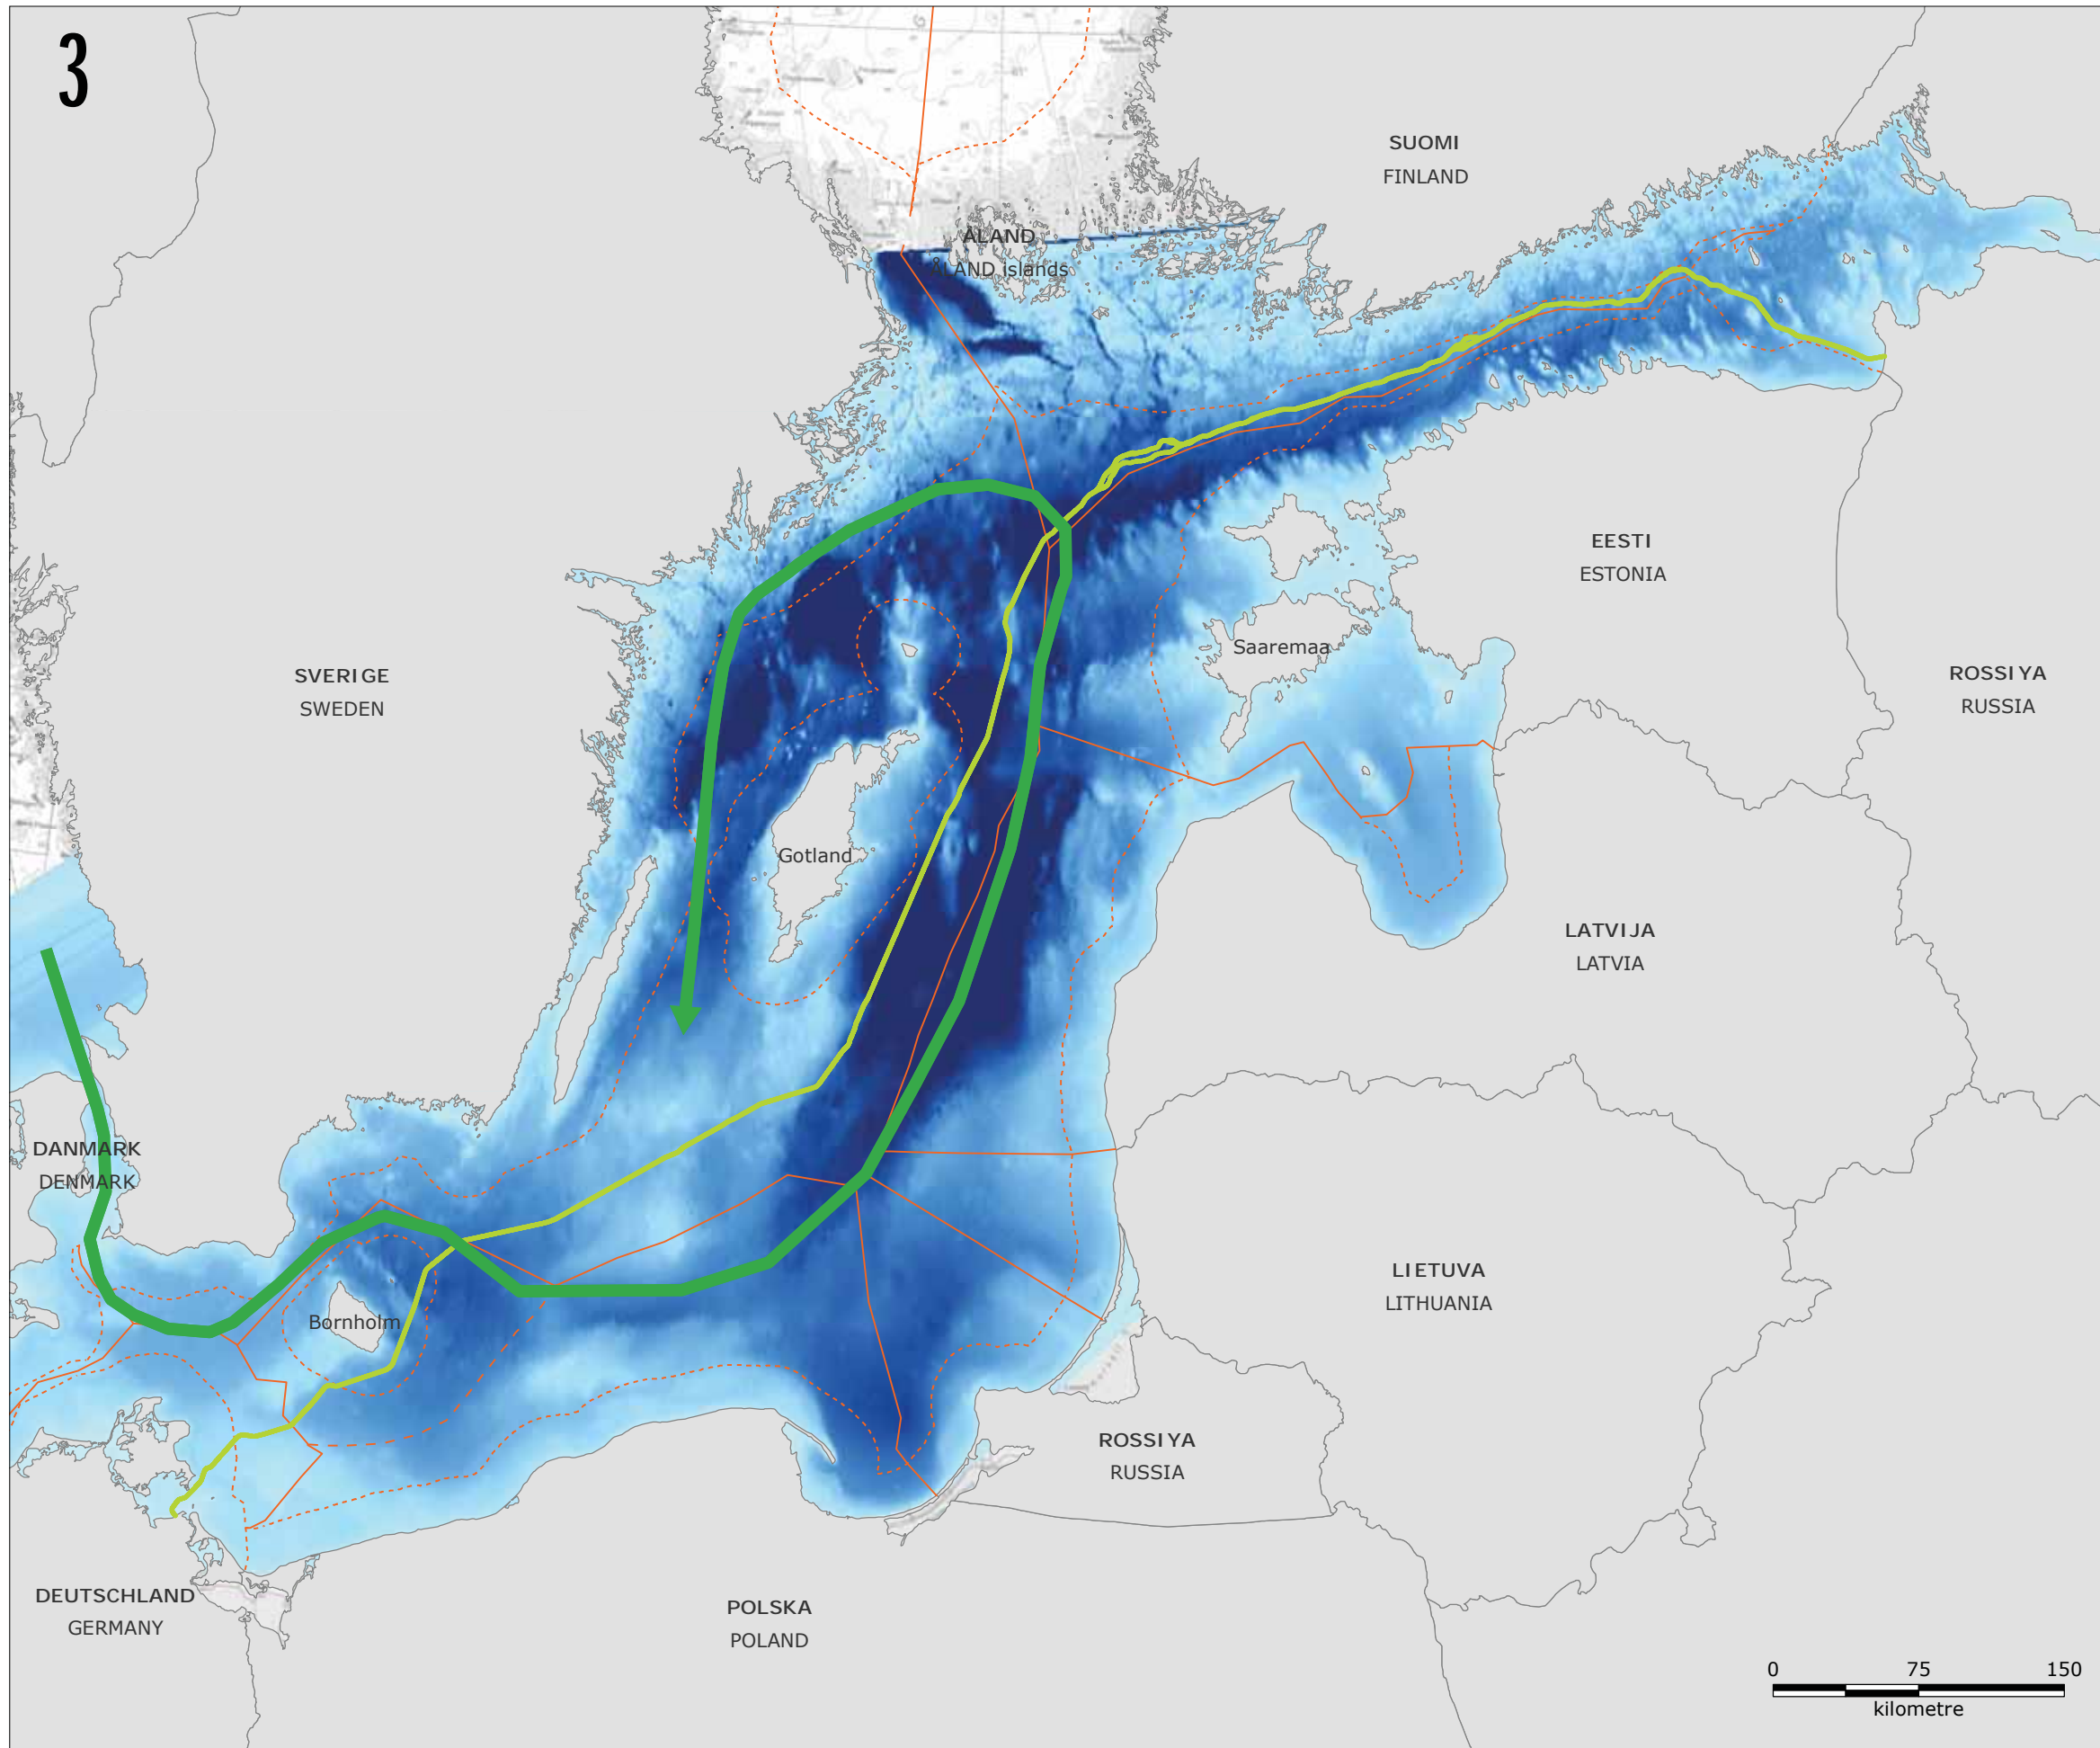 3
SUOMI
FINLAND
ÅLAND
ÅLAND islands
EESTI
ESTONIA
Saaremaa
SVERIGE
SWEDEN
ROSSIYA
RUSSIA
Gotland
LATVIJA
LATVIA
DANMARK
DENMARK
LIETUVA
LITHUANIA
Bornholm
ROSSIYA
RUSSIA
DEUTSCHLAND
GERMANY
POLSKA
POLAND
0 75 150
kilometre